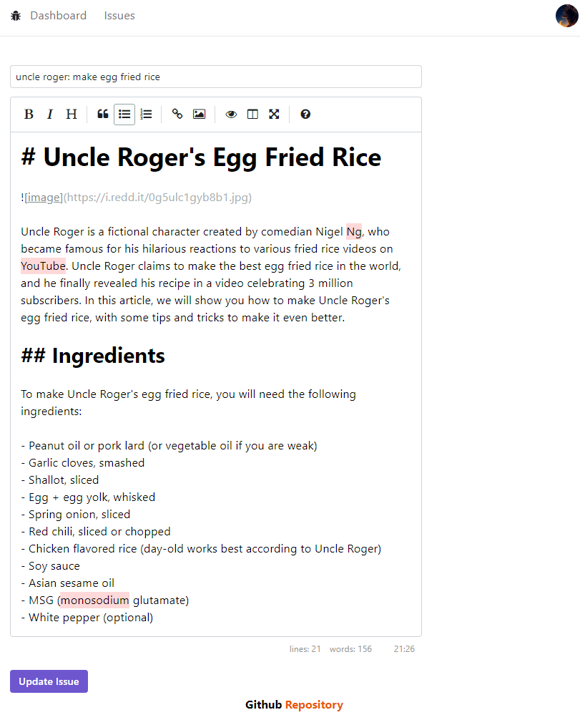 Dashboard Issues
uncle roger: make egg fried rice
B I H
# Uncle Roger's Egg Fried Rice
![image](https://i.redd.it/0g5ulc1gyb8b1.jpg)
Uncle Roger is a fictional character created by comedian Nigel Ng, who
became famous for his hilarious reactions to various fried rice videos on
YouTube. Uncle Roger claims to make the best egg fried rice in the world,
and he finally revealed his recipe in a video celebrating 3 million
subscribers. In this article, we will show you how to make Uncle Roger's
egg fried rice, with some tips and tricks to make it even better.
## Ingredients
To make Uncle Roger's egg fried rice, you will need the following
ingredients:
- Peanut oil or pork lard (or vegetable oil if you are weak)
- Garlic cloves, smashed
- Shallot, sliced
- Egg + egg yolk, whisked
- Spring onion, sliced
- Red chili, sliced or chopped
- Chicken flavored rice (day-old works best according to Uncle Roger)
- Soy sauce
- Asian sesame oil
- MSG (monosodium glutamate)
- White pepper (optional)
lines: 21 words: 156 21:26
Update Issue
Github Repository